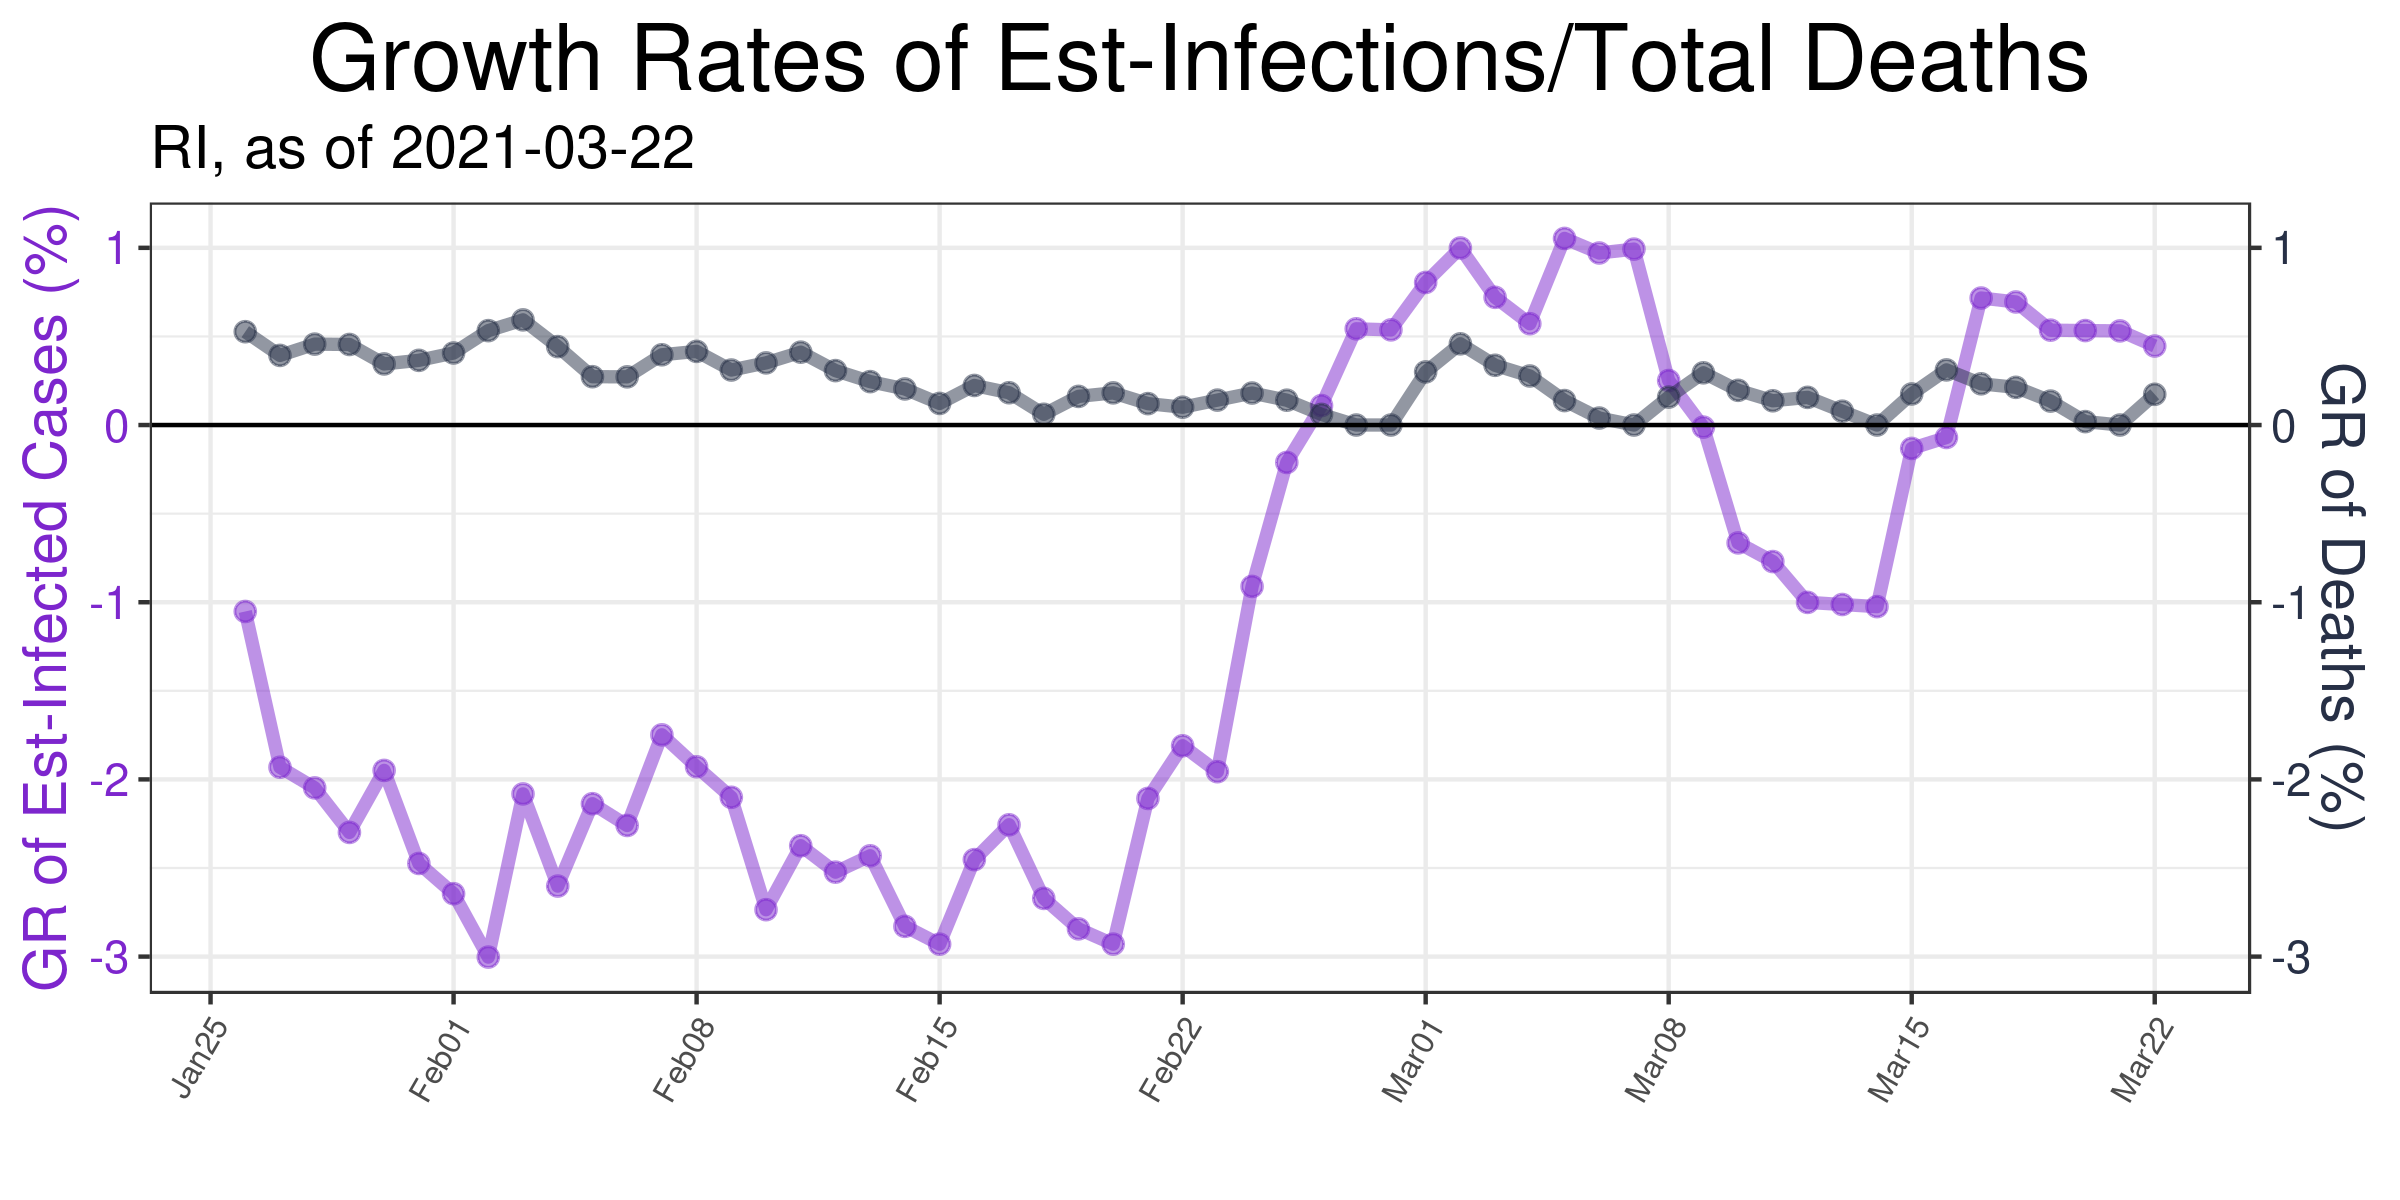 Growth Rates of Est-Infections/Total Deaths
RI, as of 2021-03-22
GR of Est-Infected Cases (%)
1
0
-1
-2
-3
1
0
-1
-2
-3
GR of Deaths (%)
Jan25
Feb01
Feb08
Feb15
Feb22
Mar01
Mar08
Mar15
Mar22